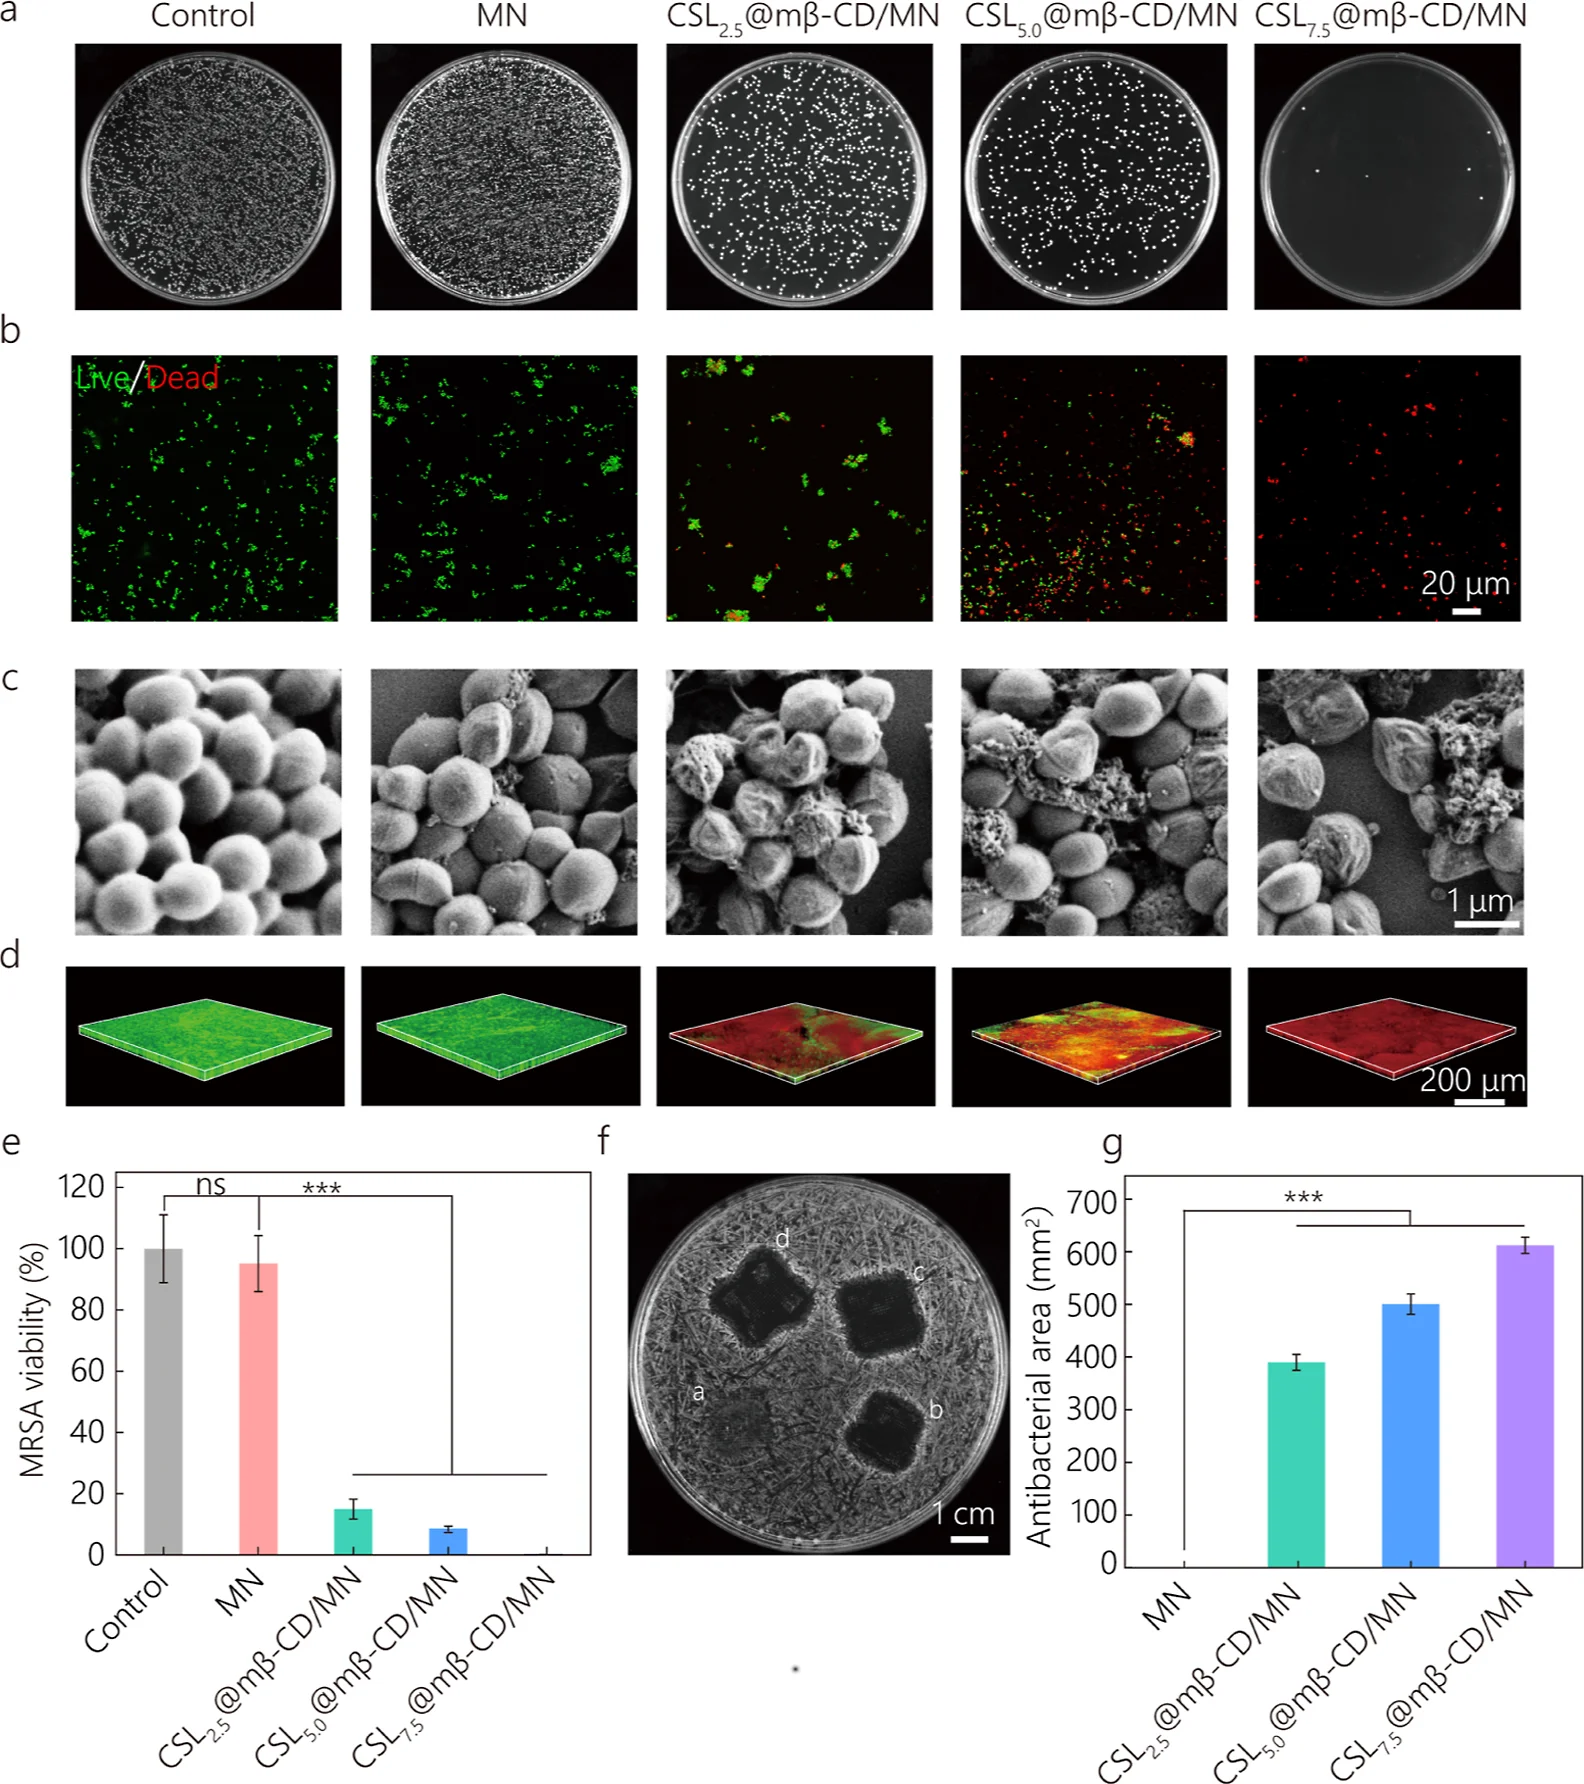 a
Control
MN
CSL2.5@mβ-CD/MN
CSL5.0@mβ-CD/MN
CSL7.5@mβ-CD/MN
b
Live/Dead
20 μm
c
1 μm
d
200 μm
e
MRSA viability (%)
120
100
80
60
40
20
0
ns
***
Control
MN
CSL2.5@mβ-CD/MN
CSL5.0@mβ-CD/MN
CSL7.5@mβ-CD/MN
f
d
c
a
b
1 cm
g
Antibacterial area (mm²)
700
600
500
400
300
200
100
0
***
MN
CSL2.5@mβ-CD/MN
CSL5.0@mβ-CD/MN
CSL7.5@mβ-CD/MN